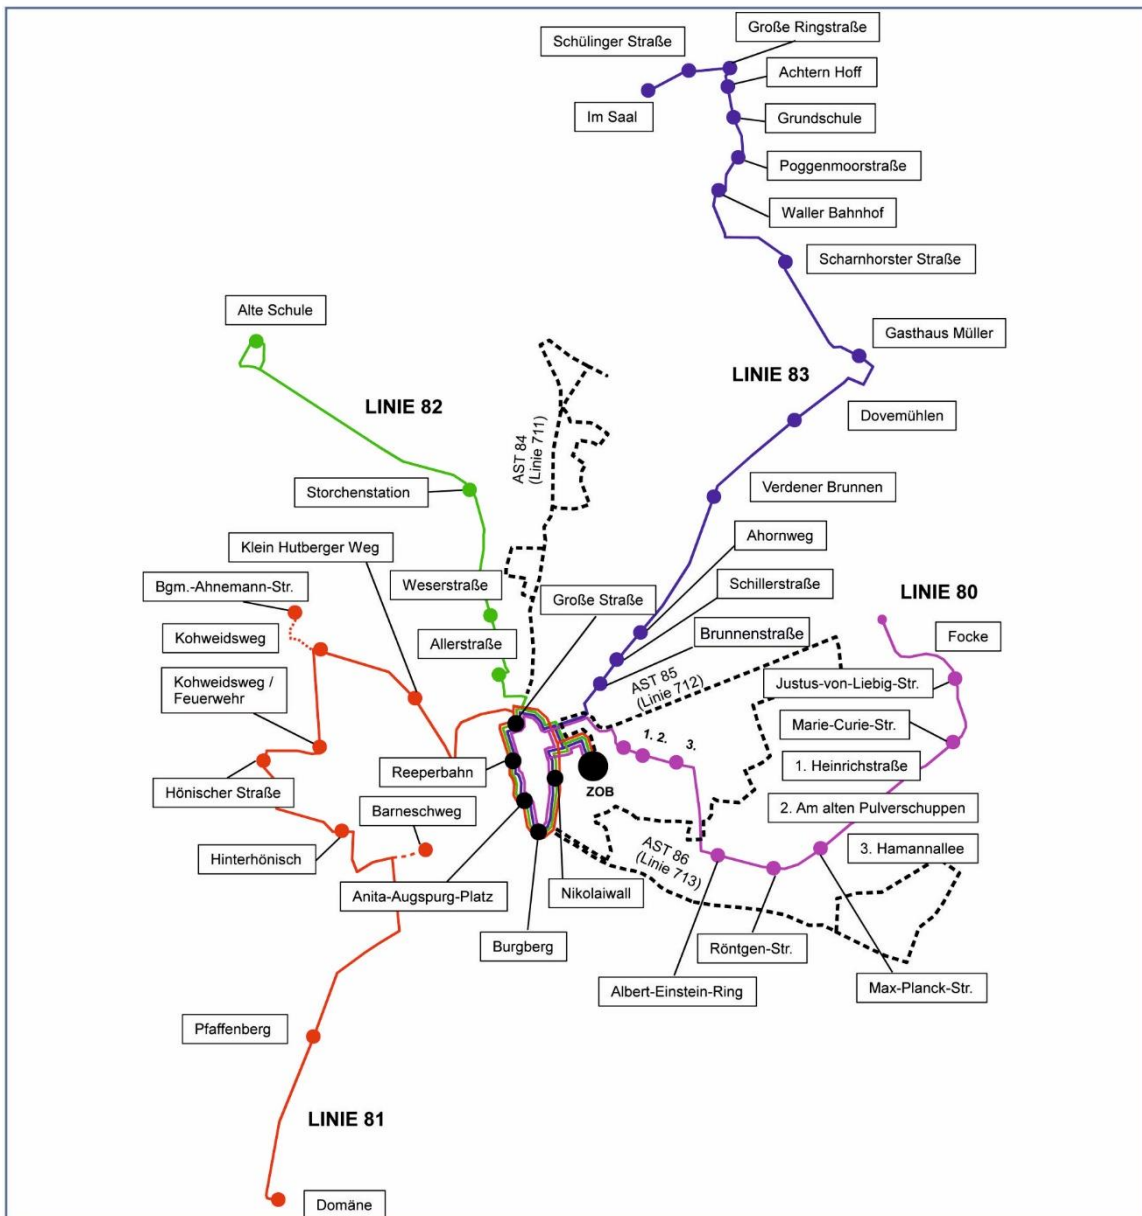 Große Ringstraße
Schülinger Straße
Achtern Hoff
Im Saal
Grundschule
Poggenmoorstraße
Waller Bahnhof
Scharnhorster Straße
Alte Schule
Gasthaus Müller
LINIE 83
LINIE 82
Dovemühlen
AST 84
(Linie 711)
Verdener Brunnen
Storchenstation
Ahornweg
Klein Hutberger Weg
Schillerstraße
Bgm.-Ahnemann-Str.
Weserstraße
Große Straße
LINIE 80
Brunnenstraße
Kohweidsweg
Focke
Allerstraße
AST 85
(Linie 712)
Kohweidsweg /
Feuerwehr
Justus-von-Liebig-Str.
Marie-Curie-Str.
1. 2. 3.
Reeperbahn
1. Heinrichstraße
ZOB
Hönischer Straße
Barneschweg
2. Am alten Pulverschuppen
3. Hamannallee
Hinterhönisch
AST 86
(Linie 713)
Anita-Augspurg-Platz
Nikolaiwall
Burgberg
Röntgen-Str.
Albert-Einstein-Ring
Max-Planck-Str.
Pfaffenberg
LINIE 81
Domäne